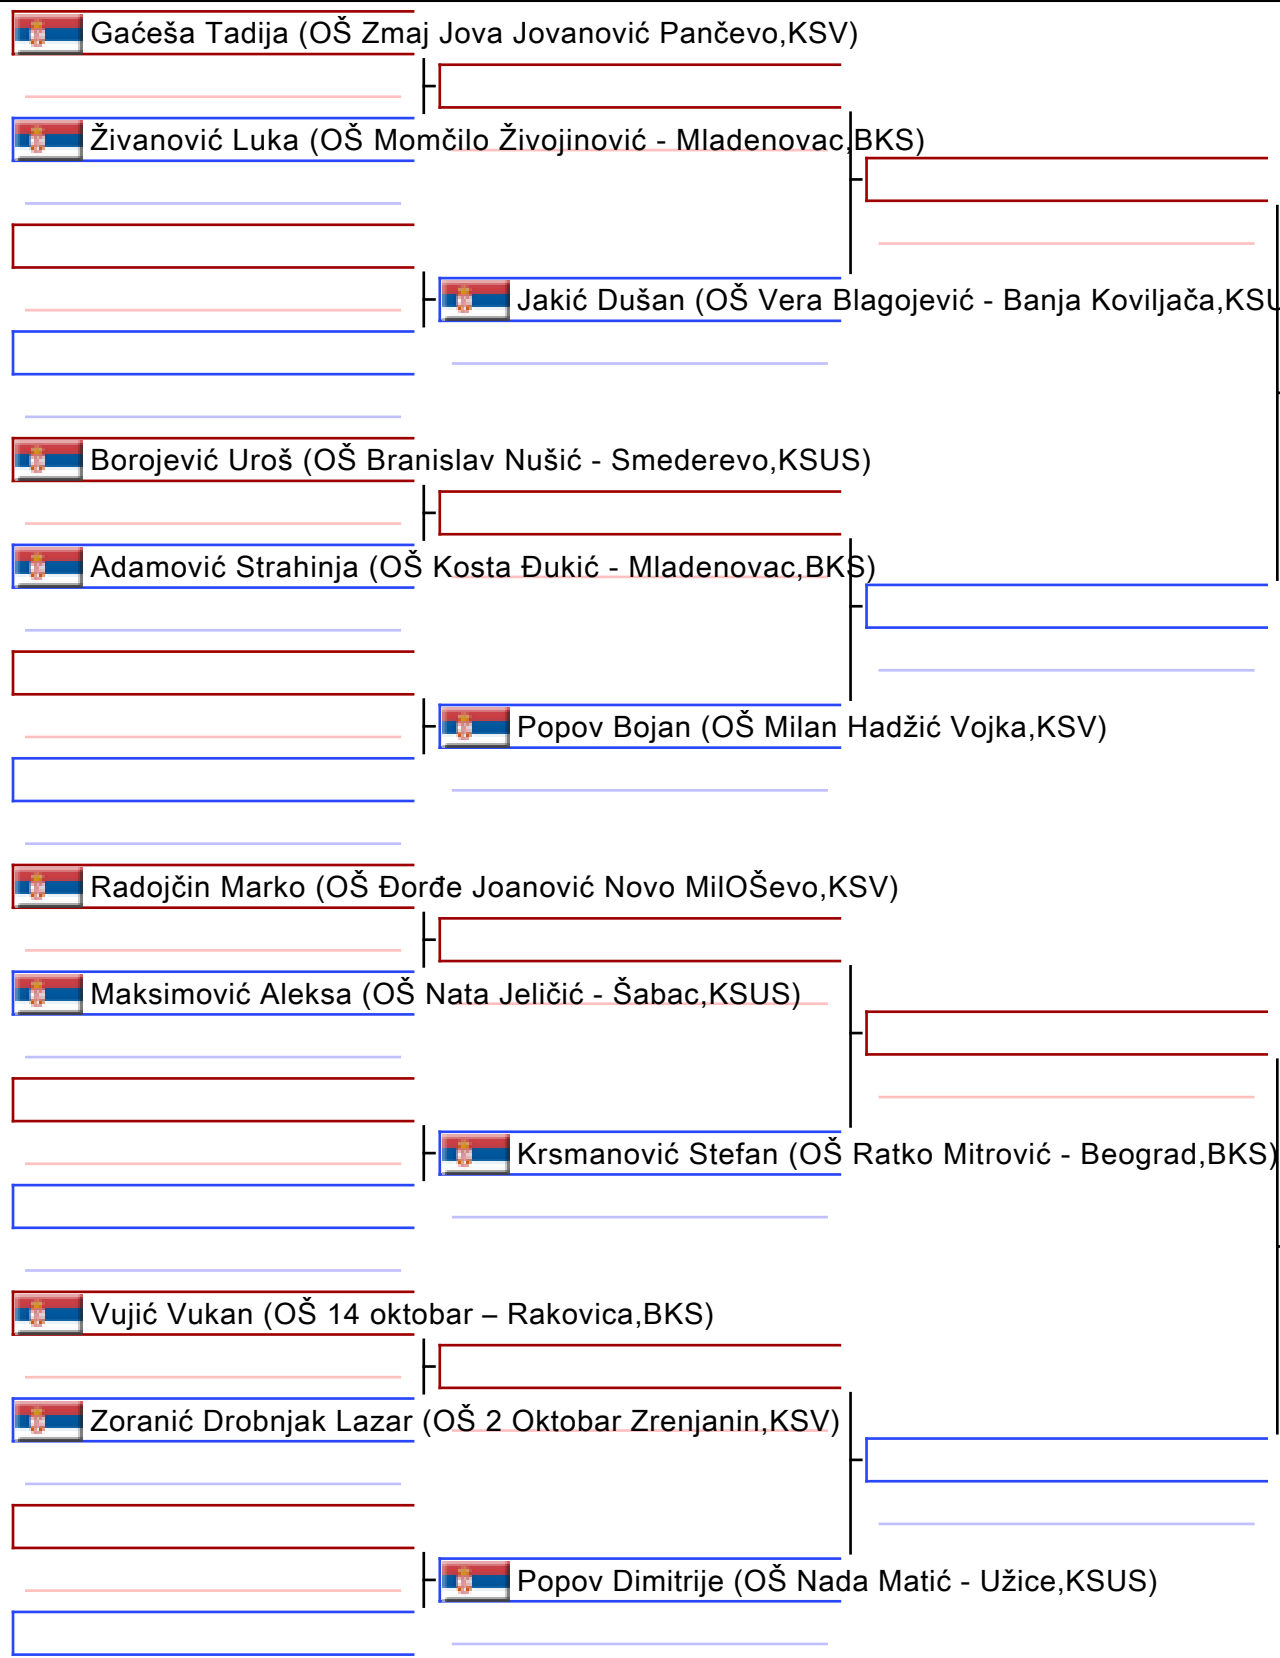 Gaćeša Tadija (OŠ Zmaj Jova Jovanović Pančevo,KSV)
Živanović Luka (OŠ Momčilo Živojinović - Mladenovac,BKS)
Jakić Dušan (OŠ Vera Blagojević - Banja Koviljača,KSU
Borojević Uroš (OŠ Branislav Nušić - Smederevo,KSUS)
Adamović Strahinja (OŠ Kosta Đukić - Mladenovac,BKS)
Popov Bojan (OŠ Milan Hadžić Vojka,KSV)
Radojčin Marko (OŠ Đorđe Joanović Novo MilOŠevo,KSV)
Maksimović Aleksa (OŠ Nata Jeličić - Šabac,KSUS)
Krsmanović Stefan (OŠ Ratko Mitrović - Beograd,BKS)
Vujić Vukan (OŠ 14 oktobar – Rakovica,BKS)
Zoranić Drobnjak Lazar (OŠ 2 Oktobar Zrenjanin,KSV)
Popov Dimitrije (OŠ Nada Matić - Užice,KSUS)